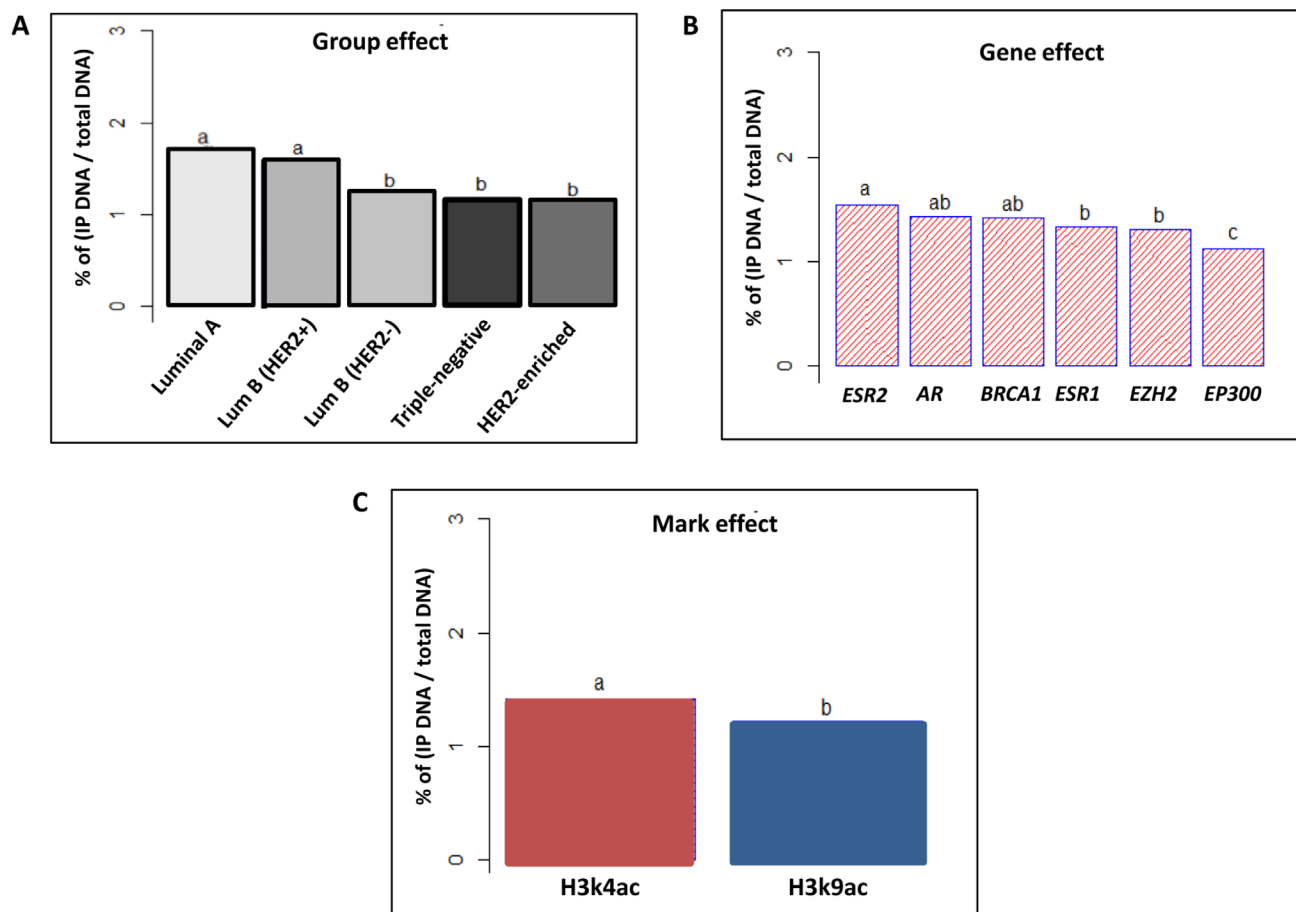 A
Group effect
% of (IP DNA / total DNA)
3
2
1
0
a
a
b
b
b
Luminal A
Lum B (HER2+)
Lum B (HER2-)
Triple-negative
HER2-enriched
B
Gene effect
% of (IP DNA / total DNA)
3
2
1
0
a
ab
ab
b
b
c
ESR2
AR
BRCA1
ESR1
EZH2
EP300
C
Mark effect
% of (IP DNA / total DNA)
3
2
1
0
a
b
H3k4ac
H3k9ac